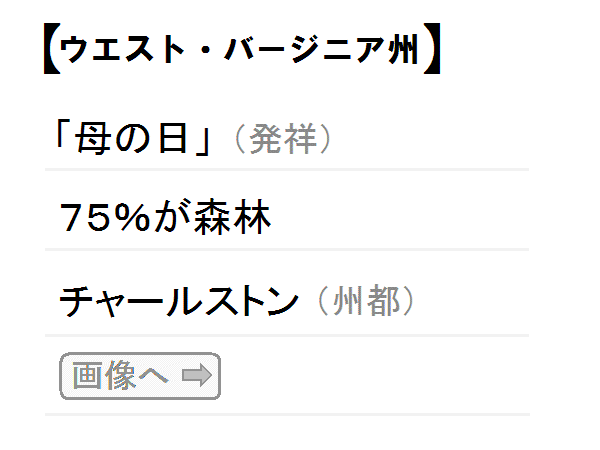 【ウエスト・バージニア州】
「母の日」（発祥）
75%が森林
チャールストン（州都）
画像へ ⇨